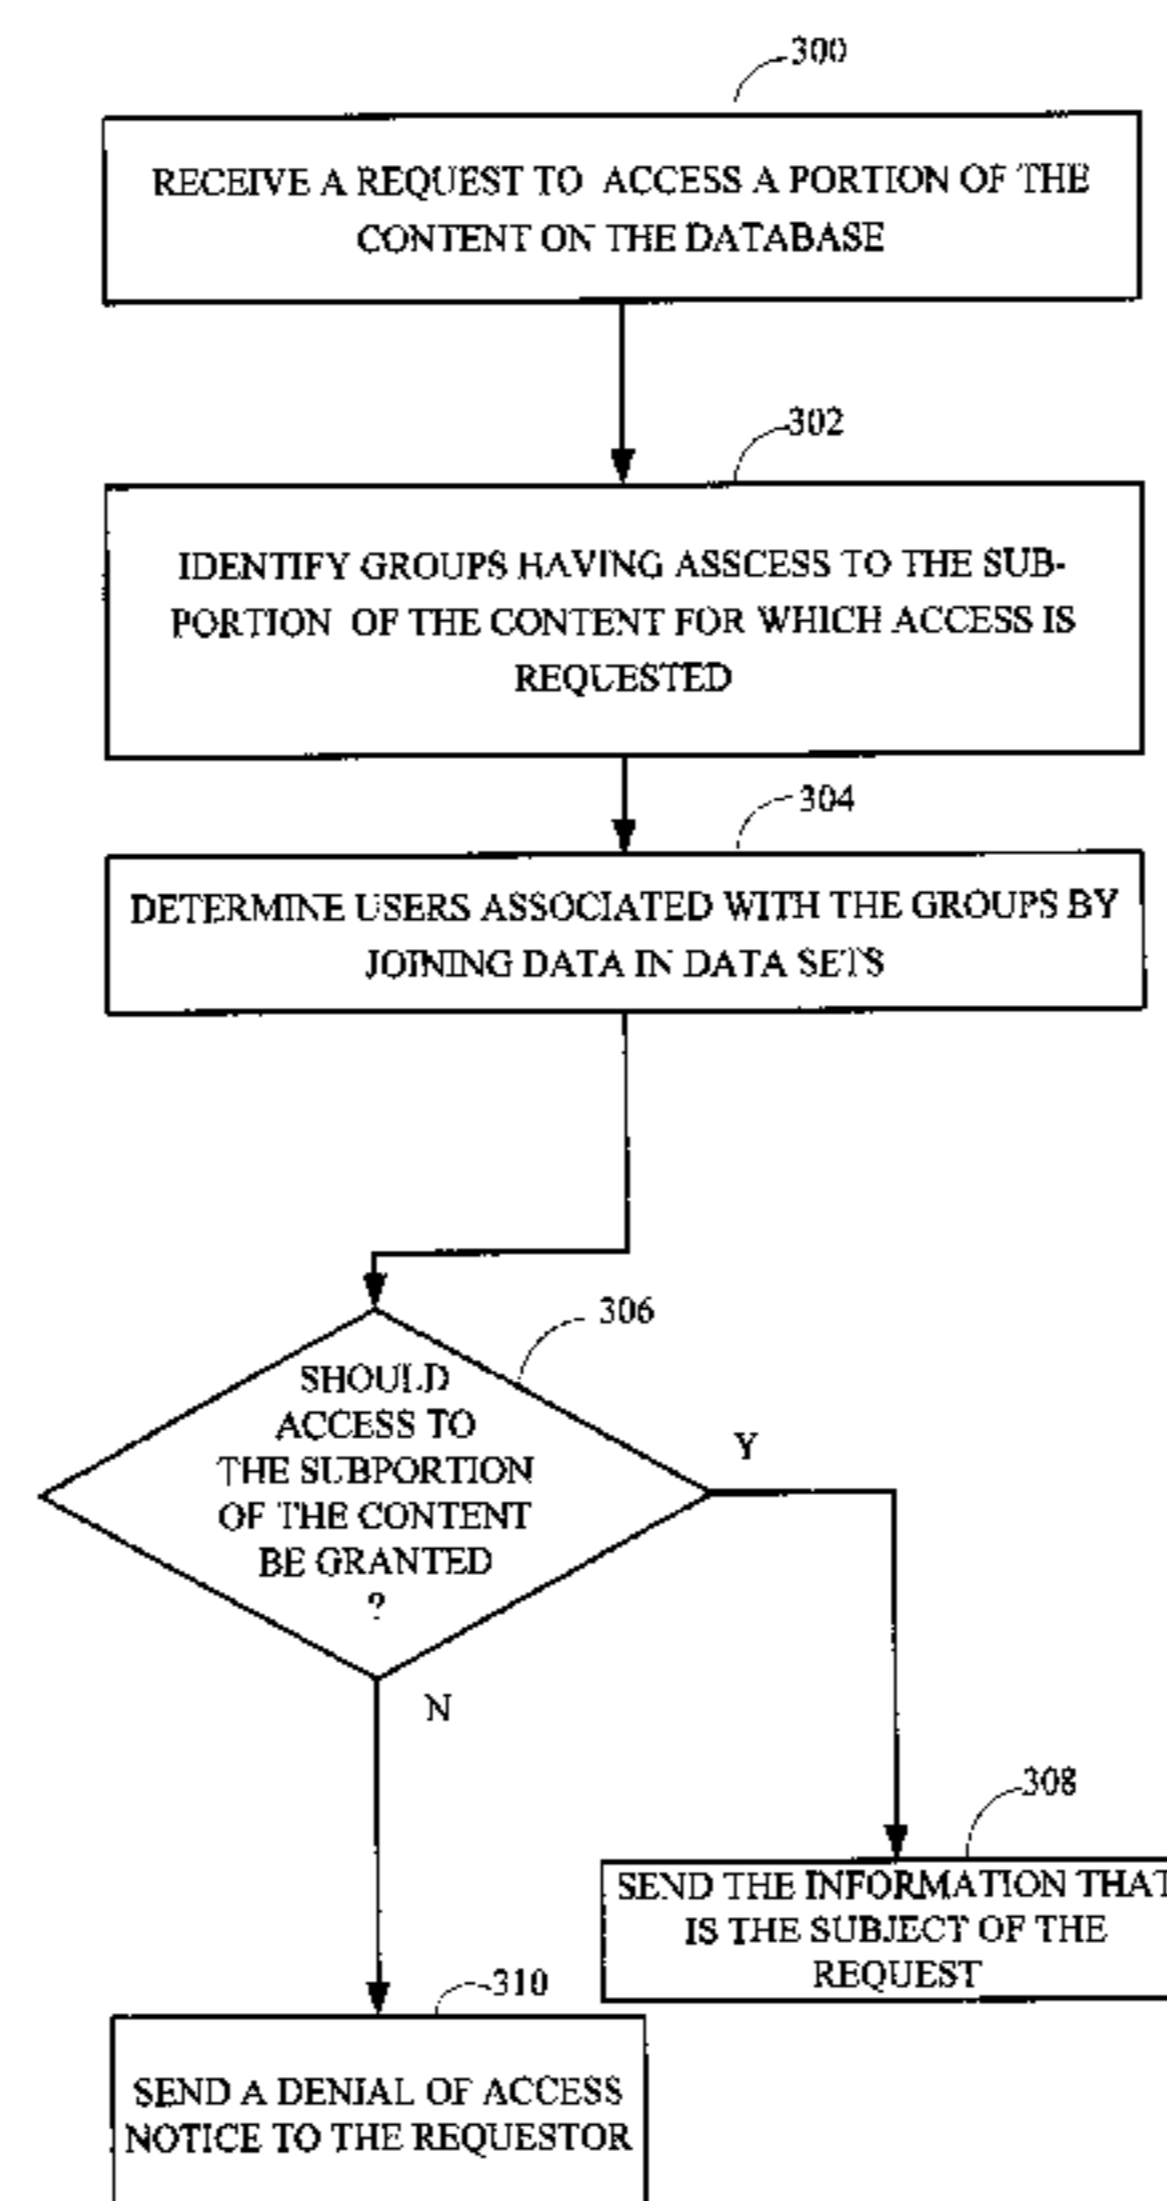 300
RECEIVE A REQUEST TO ACCESS A PORTION OF THE
CONTENT ON THE DATABASE
302
IDENTIFY GROUPS HAVING ASSCESS TO THE SUB-
PORTION OF THE CONTENT FOR WHICH ACCESS IS
REQUESTED
304
DETERMINE USERS ASSOCIATED WITH THE GROUPS BY
JOINING DATA IN DATA SETS
306
SHOULD
ACCESS TO
THE SUBPORTION
OF THE CONTENT
BE GRANTED
?
Y
N
308
SEND THE INFORMATION THAT
IS THE SUBJECT OF THE
REQUEST
310
SEND A DENIAL OF ACCESS
NOTICE TO THE REQUESTOR